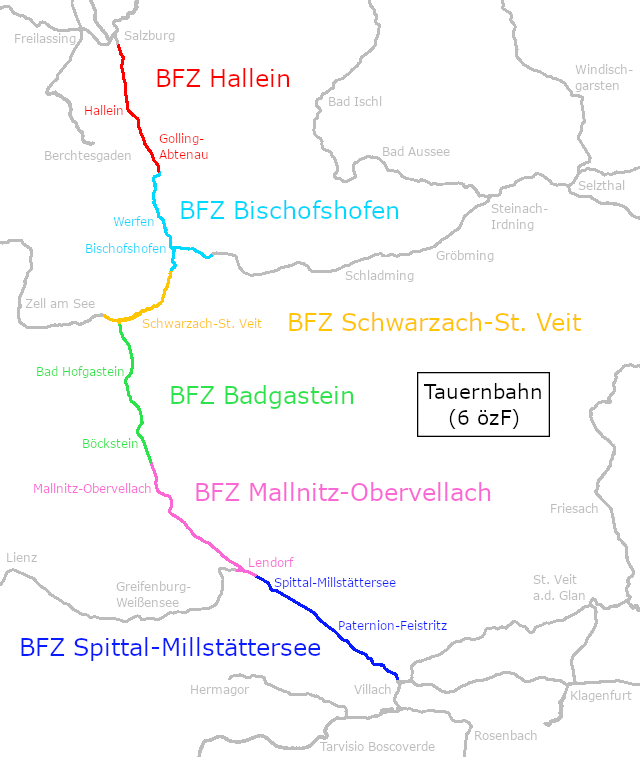 Freilassing
Salzburg
BFZ Hallein
Windisch-
garsten
Hallein
Bad Ischl
Golling-
Abtenau
Berchtesgaden
Bad Aussee
Selzthal
BFZ Bischofshofen
Steinach-
Irdning
Werfen
Bischofshofen
Gröbming
Schladming
Zell am See
Schwarzach-St. Veit
BFZ Schwarzach-St. Veit
Bad Hofgastein
BFZ Badgastein
Tauernbahn
(6 özF)
Böckstein
Mallnitz-Obervellach
BFZ Mallnitz-Obervellach
Friesach
Lienz
Lendorf
Greifenburg-
Weißensee
Spittal-Millstättersee
St. Veit
a.d. Glan
Paternion-Feistritz
BFZ Spittal-Millstättersee
Hermagor
Villach
Klagenfurt
Rosenbach
Tarvisio Boscoverde